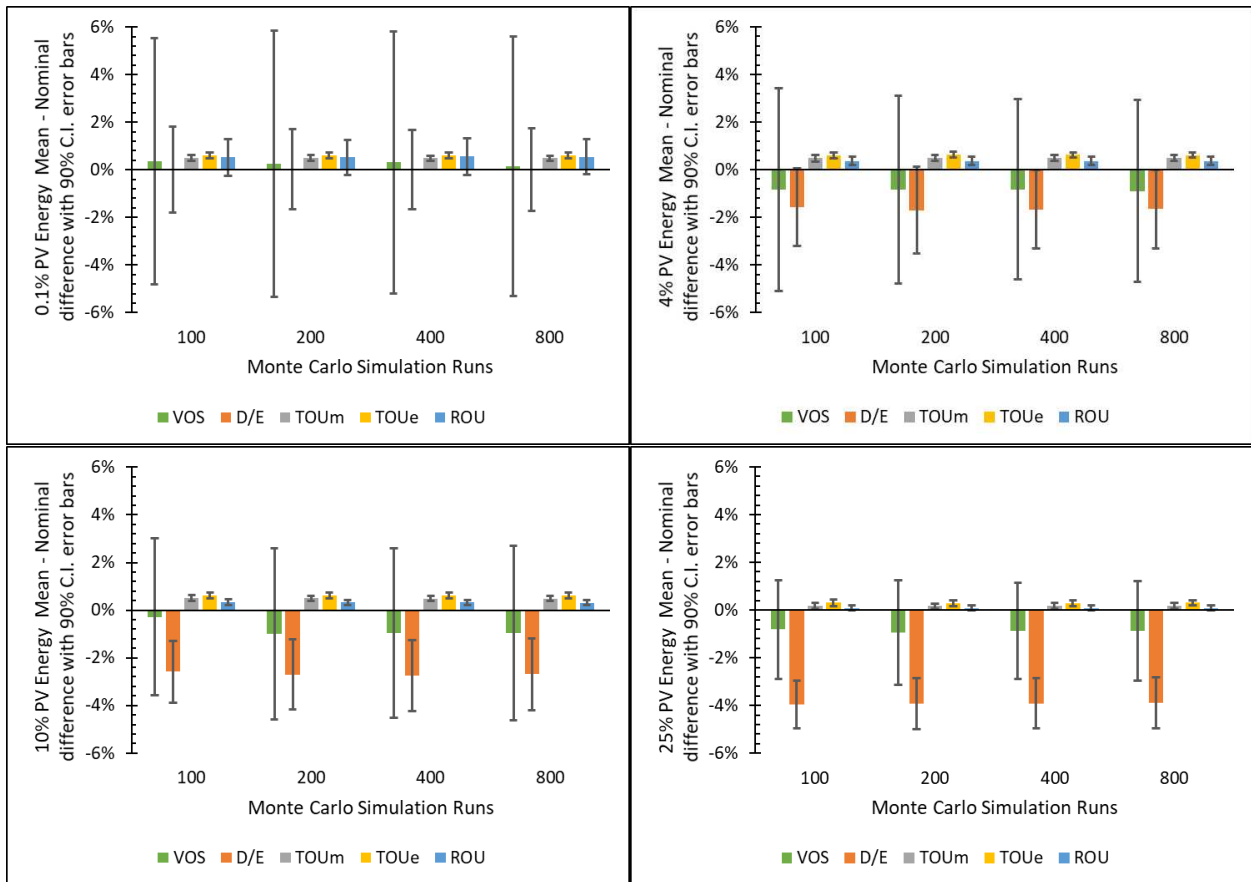 0.1% PV Energy Mean - Nominal
difference with 90% C.I. error bars
6%
4%
2%
0%
-2%
-4%
-6%
100 200 400 800
Monte Carlo Simulation Runs
VOS D/E TOUm TOUe ROU
4% PV Energy Mean - Nominal
difference with 90% C.I. error bars
6%
4%
2%
0%
-2%
-4%
-6%
100 200 400 800
Monte Carlo Simulation Runs
VOS D/E TOUm TOUe ROU
10% PV Energy Mean - Nominal
difference with 90% C.I. error bars
6%
4%
2%
0%
-2%
-4%
-6%
100 200 400 800
Monte Carlo Simulation Runs
VOS D/E TOUm TOUe ROU
25% PV Energy Mean - Nominal
difference with 90% C.I. error bars
6%
4%
2%
0%
-2%
-4%
-6%
100 200 400 800
Monte Carlo Simulation Runs
VOS D/E TOUm TOUe ROU